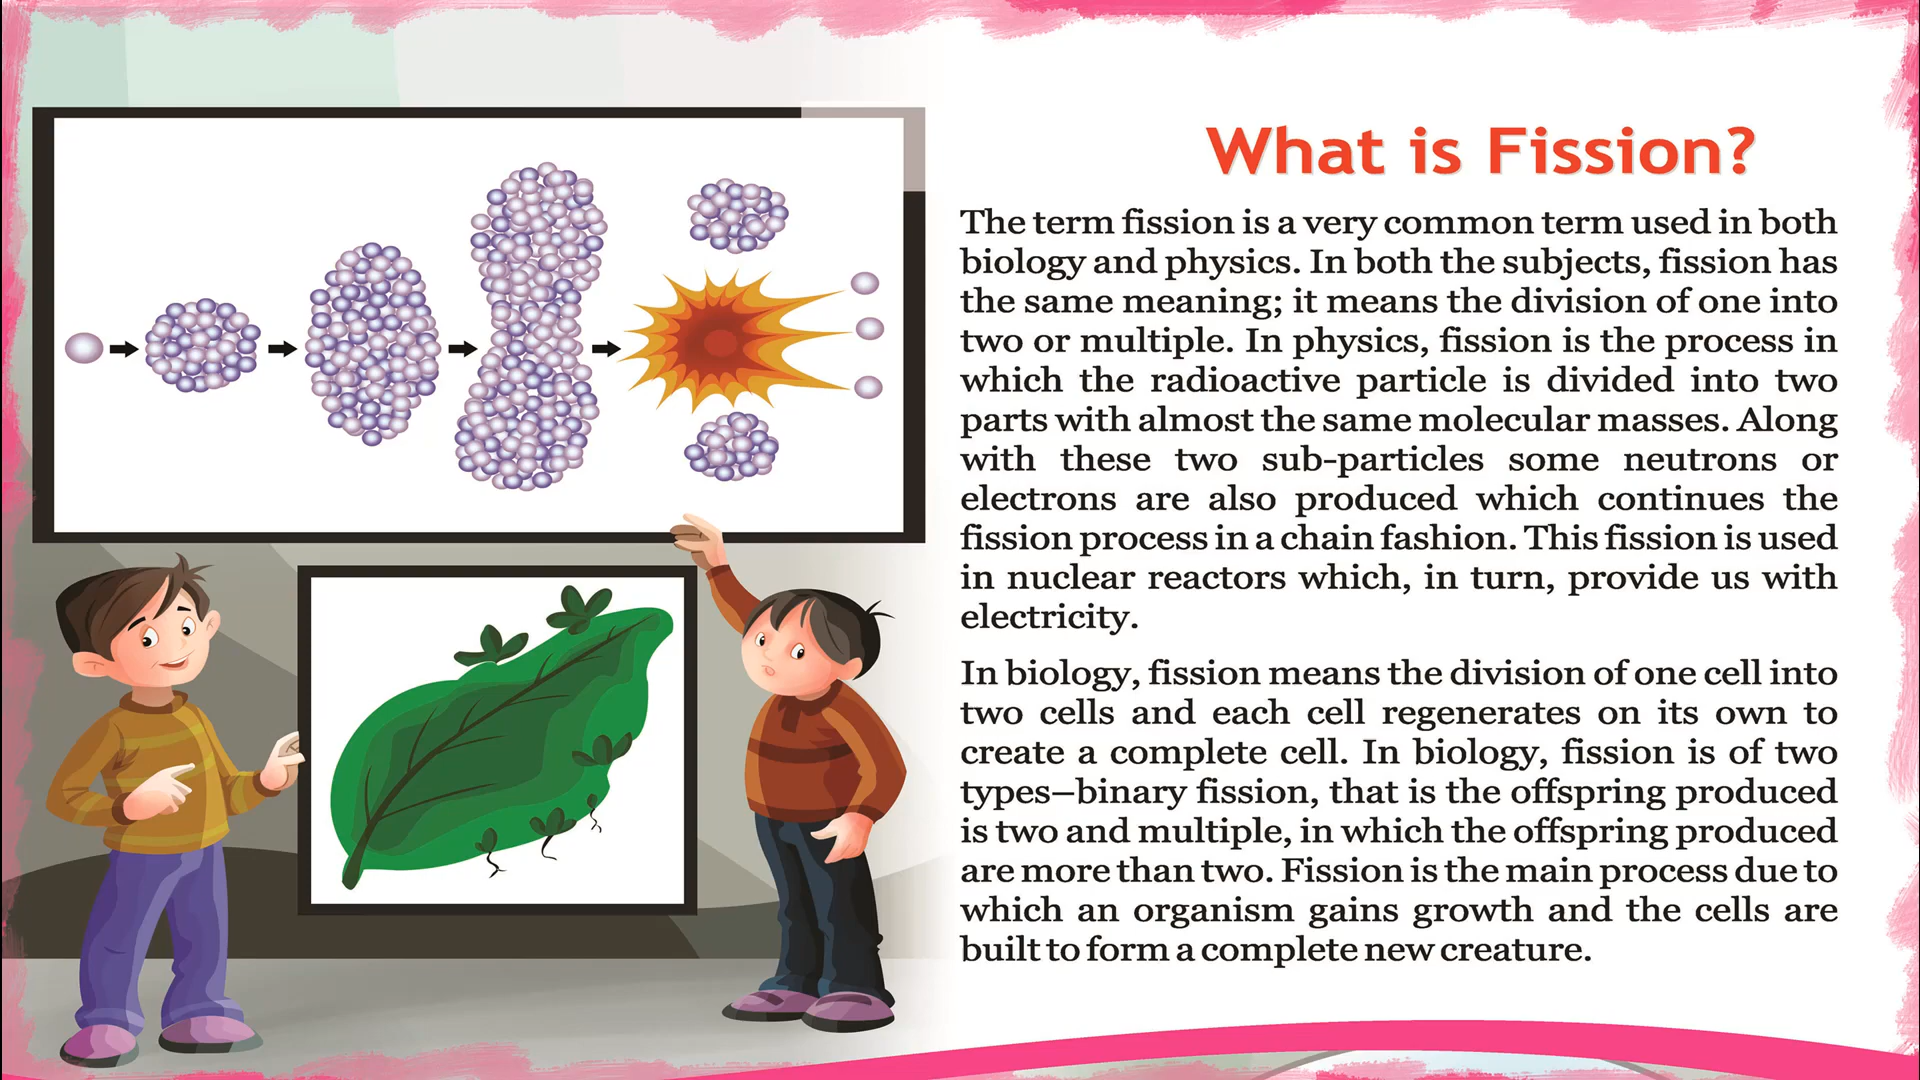 What is Fission?
The term fission is a very common term used in both
biology and physics. In both the subjects, fission has
the same meaning; it means the division of one into
two or multiple. In physics, fission is the process in
which the radioactive particle is divided into two
parts with almost the same molecular masses. Along
with these two sub-particles some neutrons or
electrons are also produced which continues the
fission process in a chain fashion. This fission is used
in nuclear reactors which, in turn, provide us with
electricity.
In biology, fission means the division of one cell into
two cells and each cell regenerates on its own to
create a complete cell. In biology, fission is of two
types—binary fission, that is the offspring produced
is two and multiple, in which the offspring produced
are more than two. Fission is the main process due to
which an organism gains growth and the cells are
built to form a complete new creature.